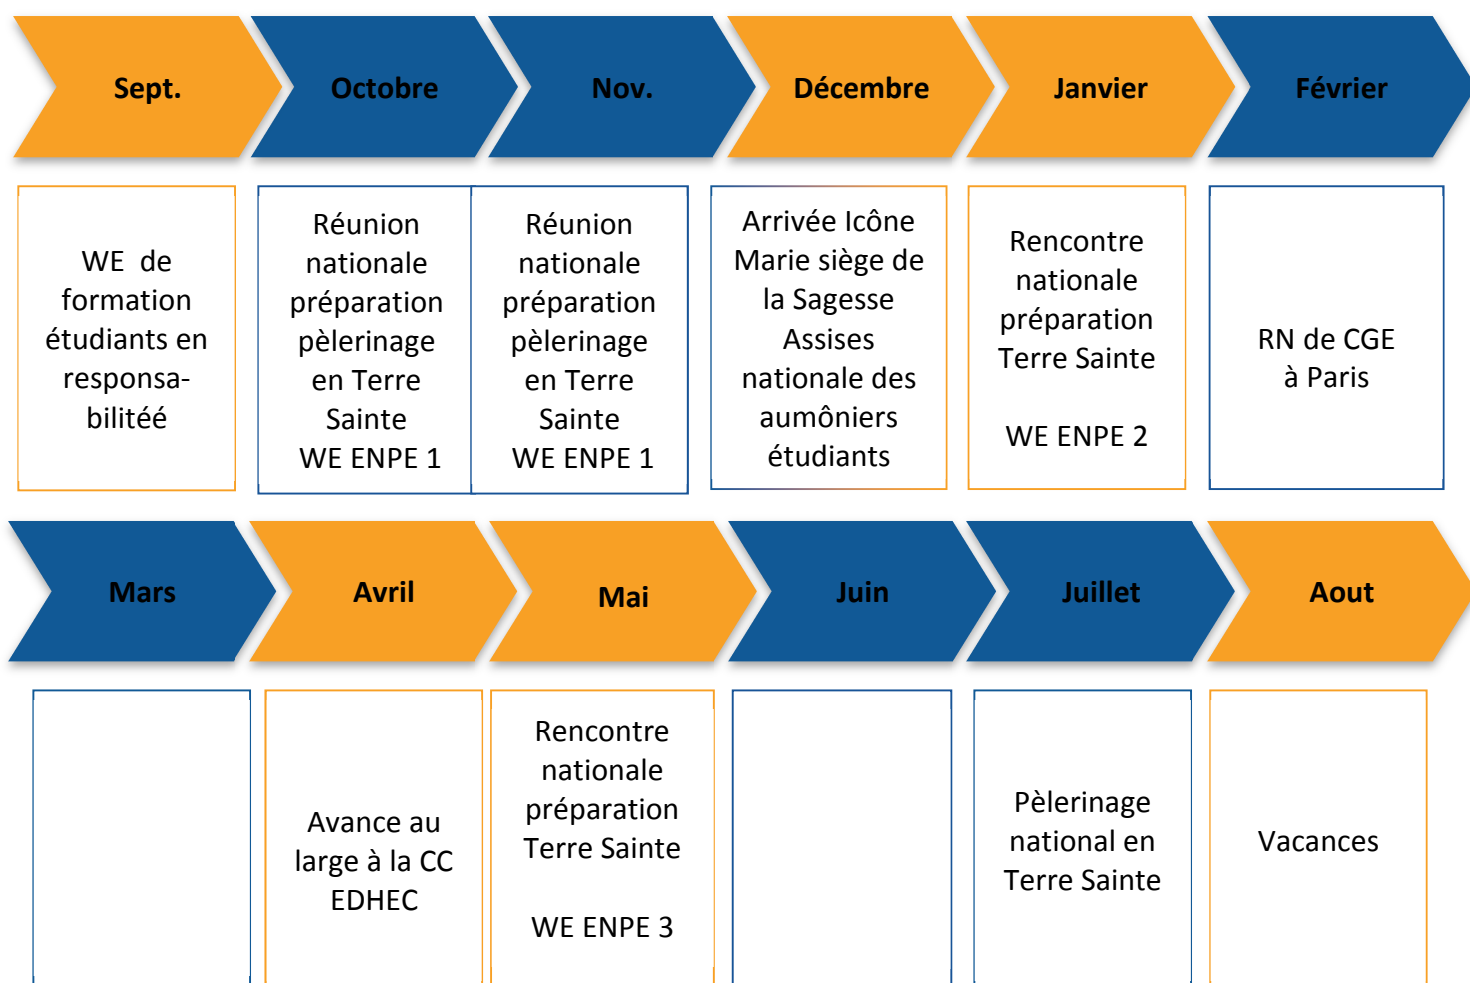 Sept.
Octobre
Nov.
Décembre
Janvier
Février
WE de
formation
étudiants en
responsa-
bilitéé
Réunion
nationale
préparation
pèlerinage
en Terre
Sainte
WE ENPE 1
Réunion
nationale
préparation
pèlerinage
en Terre
Sainte
WE ENPE 1
Arrivée Icône
Marie siège de
la Sagesse
Assises
nationale des
aumôniers
étudiants
Rencontre
nationale
préparation
Terre Sainte
WE ENPE 2
RN de CGE
à Paris
Mars
Avril
Mai
Juin
Juillet
Aout
Avance au
large à la CC
EDHEC
Rencontre
nationale
préparation
Terre Sainte
WE ENPE 3
Pèlerinage
national en
Terre Sainte
Vacances